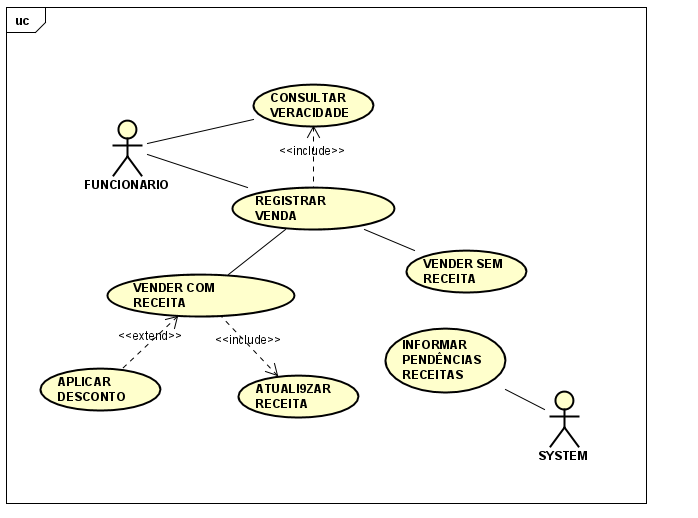 uc
CONSULTAR
VERACIDADE
<<include>>
FUNCIONARIO
REGISTRAR
VENDA
VENDER SEM
RECEITA
VENDER COM
RECEITA
<<extend>>
<<include>>
INFORMAR
PENDÊNCIAS
RECEITAS
APLICAR
DESCONTO
ATUALI9ZAR
RECEITA
SYSTEM